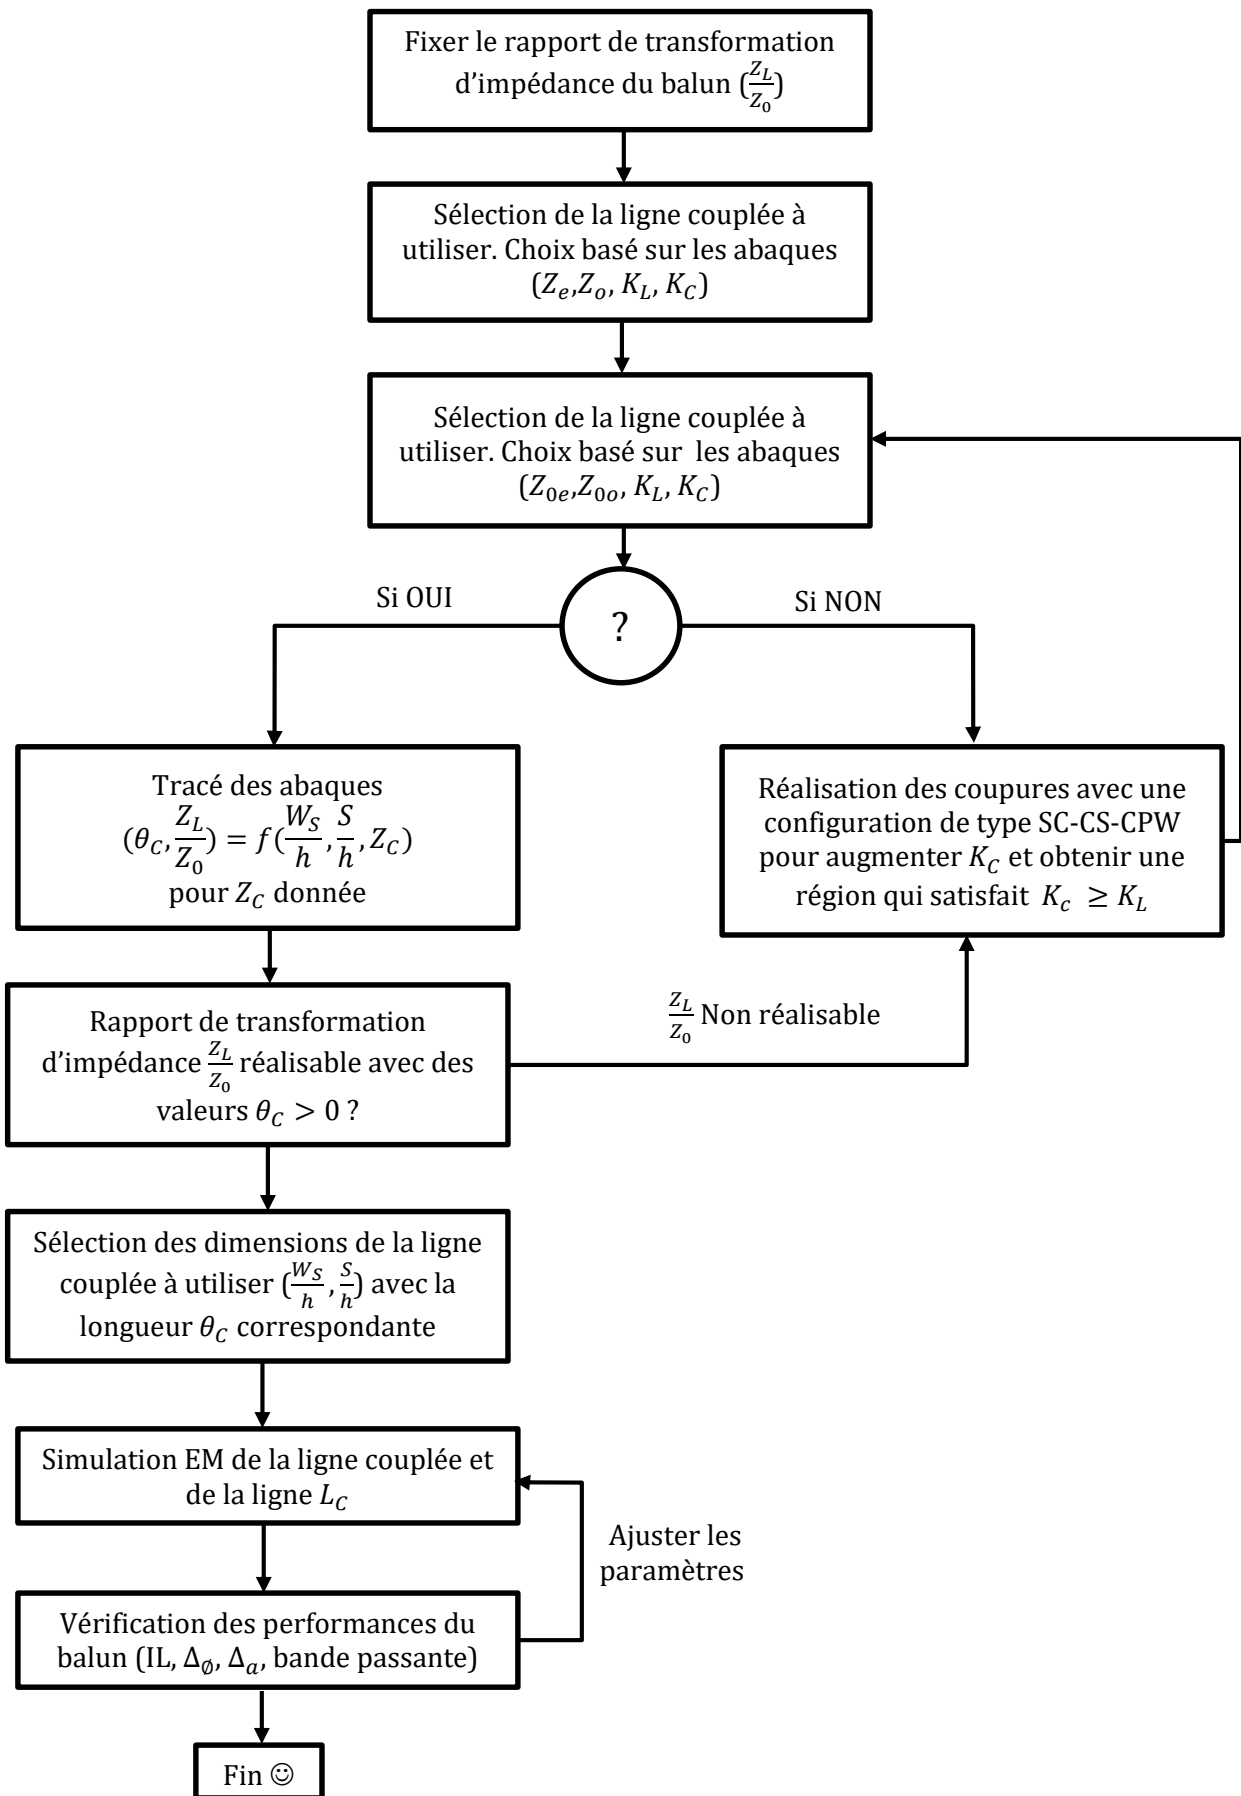 Fixer le rapport de transformation
d'impédance du balun (Z_L/Z_0)
Sélection de la ligne couplée à
utiliser. Choix basé sur les abaques
(Z_e,Z_o, K_L, K_C)
Sélection de la ligne couplée à
utiliser. Choix basé sur les abaques
(Z_0e,Z_0o, K_L, K_C)
Si OUI
?
Si NON
Tracé des abaques
(θ_C, Z_L/Z_0) = f(W_S/h, S/h, Z_C)
pour Z_C donnée
Réalisation des coupures avec une
configuration de type SC-CS-CPW
pour augmenter K_C et obtenir une
région qui satisfait K_c ≥ K_L
Rapport de transformation
d'impédance Z_L/Z_0 réalisable avec des
valeurs θ_C > 0 ?
Z_L/Z_0 Non réalisable
Sélection des dimensions de la ligne
couplée à utiliser (W_S/h, S/h) avec la
longueur θ_C correspondante
Simulation EM de la ligne couplée et
de la ligne L_C
Ajuster les
paramètres
Vérification des performances du
balun (IL, Δ_∅, Δ_a, bande passante)
Fin ☺